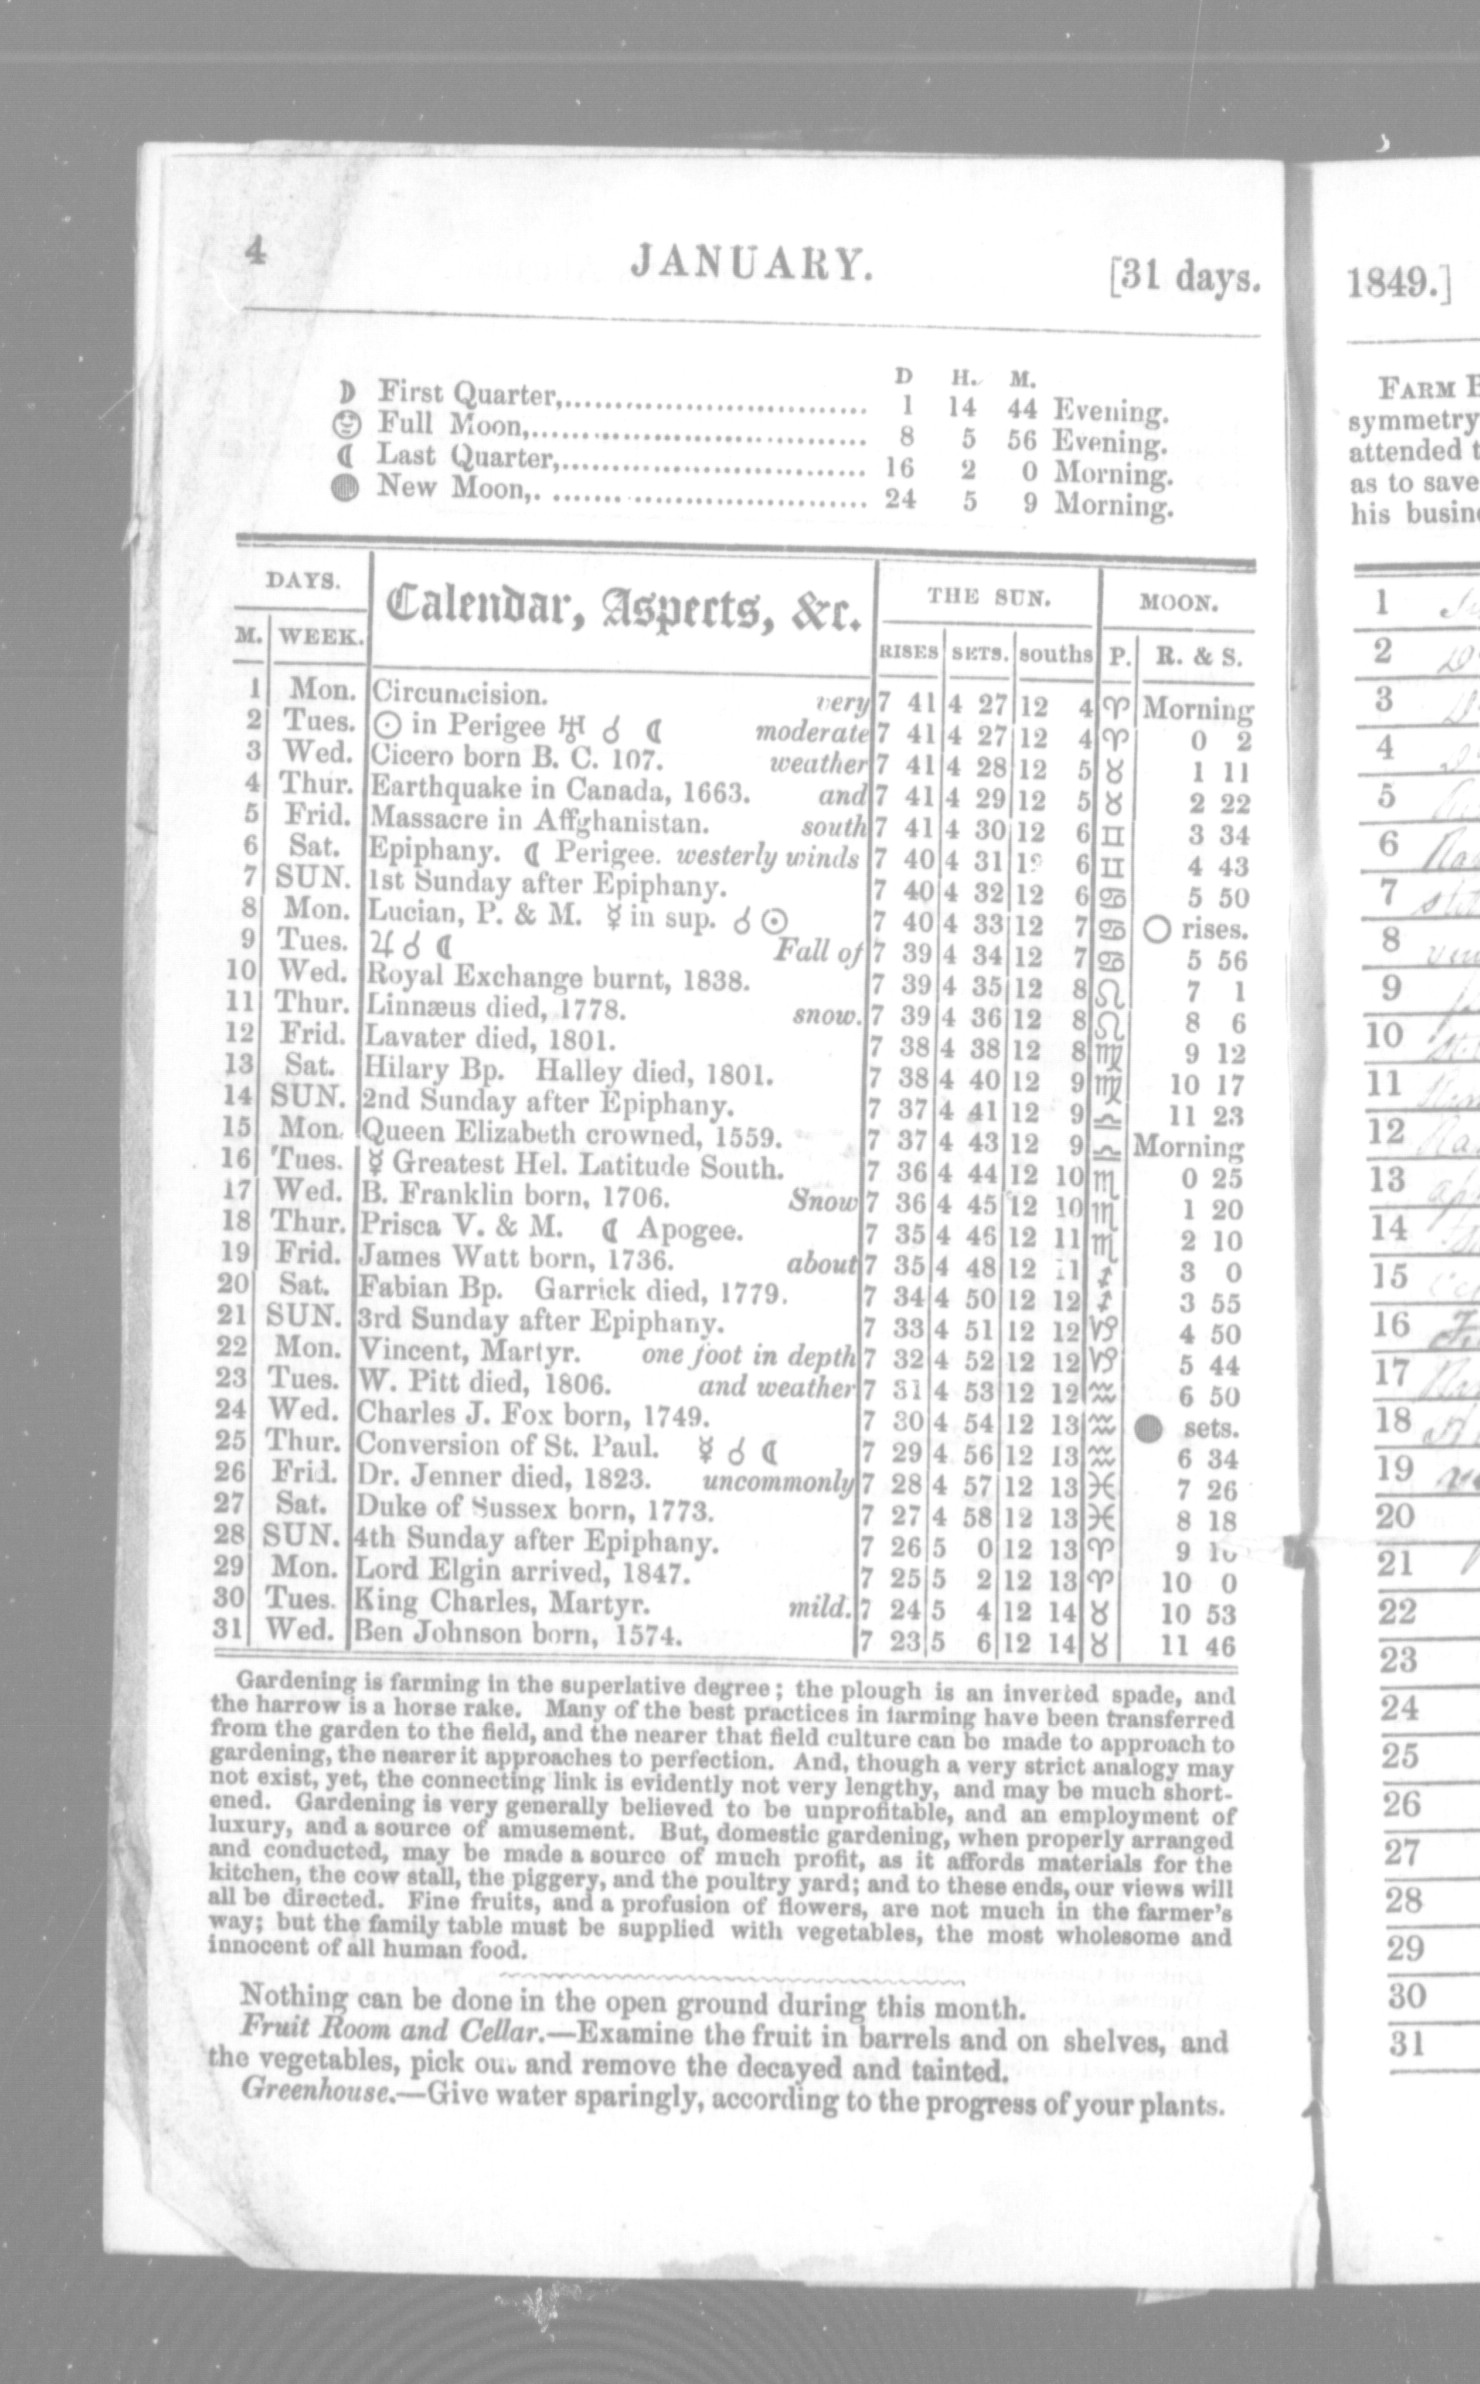 4 JANUARY. [31 days.
D H. M.
☽ First Quarter,.............................. 1 14 44 Evening.
Full Moon,.............................. 8 5 56 Evening.
☾ Last Quarter,.............................. 16 2 0 Morning.
● New Moon,.............................. 24 5 9 Morning.
DAYS. Calendar, Aspects, &c. THE SUN. MOON.
M. WEEK. RISES SETS. souths P. R. & S.
1 Mon. Circumcision. very 7 41 4 27 12 4 ♈ Morning
2 Tues. ☉ in Perigee ♅ ☌ ☾ moderate 7 41 4 27 12 4 ♈ 0 2
3 Wed. Cicero born B. C. 107. weather 7 41 4 28 12 5 ♉ 1 11
4 Thur. Earthquake in Canada, 1663. and 7 41 4 29 12 5 ♉ 2 22
5 Frid. Massacre in Affghanistan. south 7 41 4 30 12 6 ♊ 3 34
6 Sat. Epiphany. ☾ Perigee. westerly winds 7 40 4 31 6 ♊ 4 43
7 SUN. 1st Sunday after Epiphany. 7 40 4 32 12 6 ♋ 5 50
8 Mon. Lucian, P. & M. ☿ in sup. ☌ ☉ 7 40 4 33 12 7 ♋ ○ rises.
9 Tues. ♃ ☌ ☾ Fall of 7 39 4 34 12 7 ♋ 5 56
10 Wed. Royal Exchange burnt, 1838. 7 39 4 35 12 8 ♌ 7 1
11 Thur. Linnæus died, 1778. snow. 7 39 4 36 12 8 ♌ 8 6
12 Frid. Lavater died, 1801. 7 38 4 38 12 8 ♍ 9 12
13 Sat. Hilary Bp. Halley died, 1801. 7 38 4 40 12 9 ♍ 10 17
14 SUN. 2nd Sunday after Epiphany. 7 37 4 41 12 9 ♎ 11 23
15 Mon. Queen Elizabeth crowned, 1559. 7 37 4 43 12 9 ♎ Morning
16 Tues. ☿ Greatest Hel. Latitude South. 7 36 4 44 12 10 ♏ 0 25
17 Wed. B. Franklin born, 1706. Snow 7 36 4 45 12 10 ♏ 1 20
18 Thur. Prisca V. & M. ☾ Apogee. 7 35 4 46 12 11 ♏ 2 10
19 Frid. James Watt born, 1736. about 7 35 4 48 12 11 ♐ 3 0
20 Sat. Fabian Bp. Garrick died, 1779. 7 34 4 50 12 12 ♐ 3 55
21 SUN. 3rd Sunday after Epiphany. 7 33 4 51 12 12 ♑ 4 50
22 Mon. Vincent, Martyr. one foot in depth 7 32 4 52 12 12 ♑ 5 44
23 Tues. W. Pitt died, 1806. and weather 7 31 4 53 12 12 ♒ 6 50
24 Wed. Charles J. Fox born, 1749. 7 30 4 54 12 13 ♒ ● sets.
25 Thur. Conversion of St. Paul. ☿ ☌ ☾ 7 29 4 56 12 13 ♒ 6 34
26 Frid. Dr. Jenner died, 1823. uncommonly 7 28 4 57 12 13 ♓ 7 26
27 Sat. Duke of Sussex born, 1773. 7 27 4 58 12 13 ♓ 8 18
28 SUN. 4th Sunday after Epiphany. 7 26 5 0 12 13 ♈ 9
29 Mon. Lord Elgin arrived, 1847. 7 25 5 2 12 13 ♈ 10 0
30 Tues. King Charles, Martyr. mild. 7 24 5 4 12 14 ♉ 10 53
31 Wed. Ben Johnson born, 1574. 7 23 5 6 12 14 ♉ 11 46
Gardening is farming in the superlative degree; the plough is an inverted spade, and
the harrow is a horse rake. Many of the best practices in farming have been transferred
from the garden to the field, and the nearer that field culture can be made to approach to
gardening, the nearer it approaches to perfection. And, though a very strict analogy may
not exist, yet, the connecting link is evidently not very lengthy, and may be much short-
ened. Gardening is very generally believed to be unprofitable, and an employment of
luxury, and a source of amusement. But, domestic gardening, when properly arranged
and conducted, may be made a source of much profit, as it affords materials for the
kitchen, the cow stall, the piggery, and the poultry yard; and to these ends, our views will
all be directed. Fine fruits, and a profusion of flowers, are not much in the farmer's
way; but the family table must be supplied with vegetables, the most wholesome and
innocent of all human food.
Nothing can be done in the open ground during this month.
Fruit Room and Cellar.—Examine the fruit in barrels and on shelves, and
the vegetables, pick out and remove the decayed and tainted.
Greenhouse.—Give water sparingly, according to the progress of your plants.
1849.]
FARM
symmetry
attended
as to save
his
1
2
3
4
5
6
7
8
9
10
11
12
13
14
15
16
17
18
19
20
21
22
23
24
25
26
27
28
29
30
31